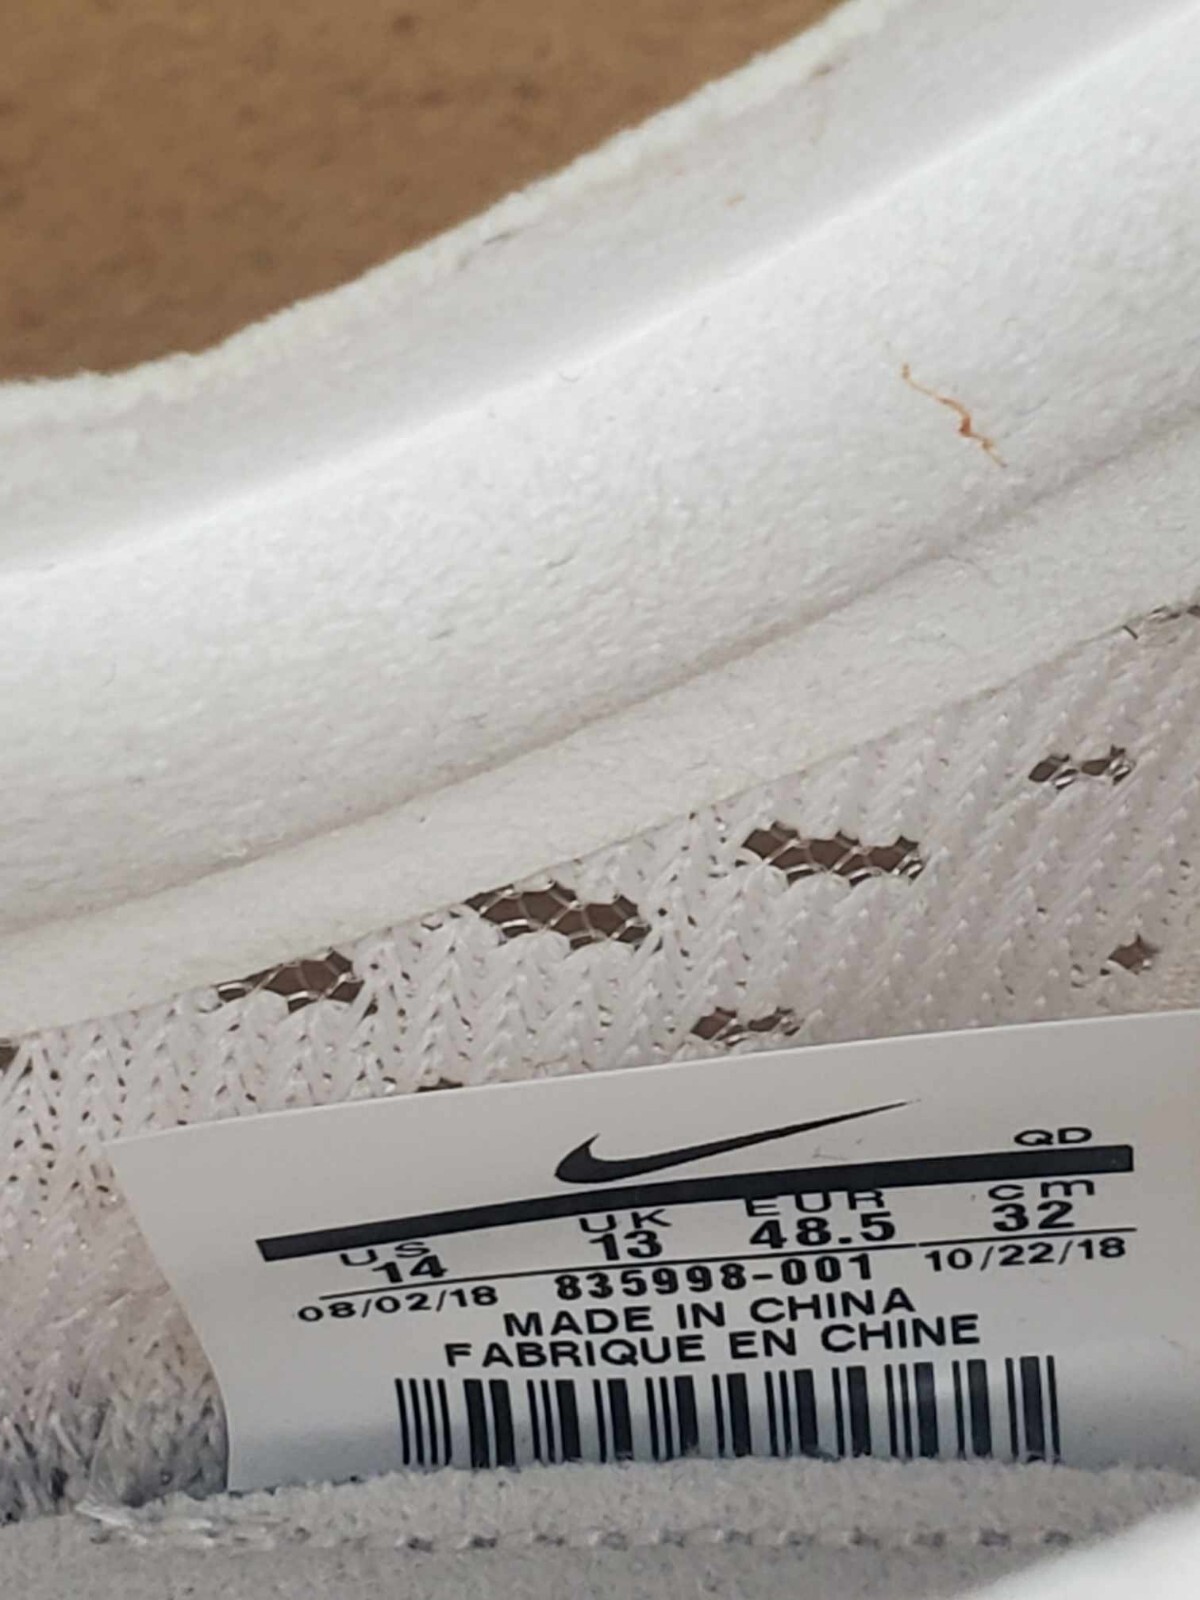 QD
US UK EUR cm
14 13 48.5 32
08/02/18 835998-001 10/22/18
MADE IN CHINA
FABRIQUE EN CHINE